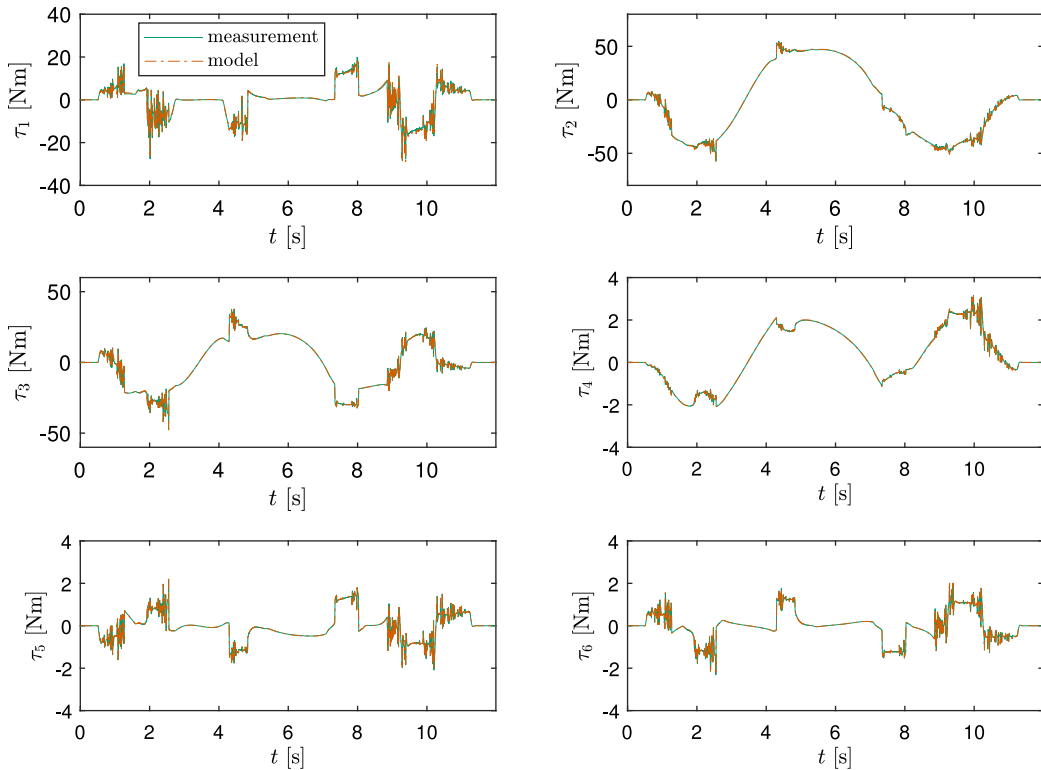 40
20
0
-20
-40
τ1 [Nm]
measurement
model
0 2 4 6 8 10
t [s]
50
0
-50
τ2 [Nm]
0 2 4 6 8 10
t [s]
50
0
-50
τ3 [Nm]
0 2 4 6 8 10
t [s]
4
2
0
-2
-4
τ4 [Nm]
0 2 4 6 8 10
t [s]
4
2
0
-2
-4
τ5 [Nm]
0 2 4 6 8 10
t [s]
4
2
0
-2
-4
τ6 [Nm]
0 2 4 6 8 10
t [s]